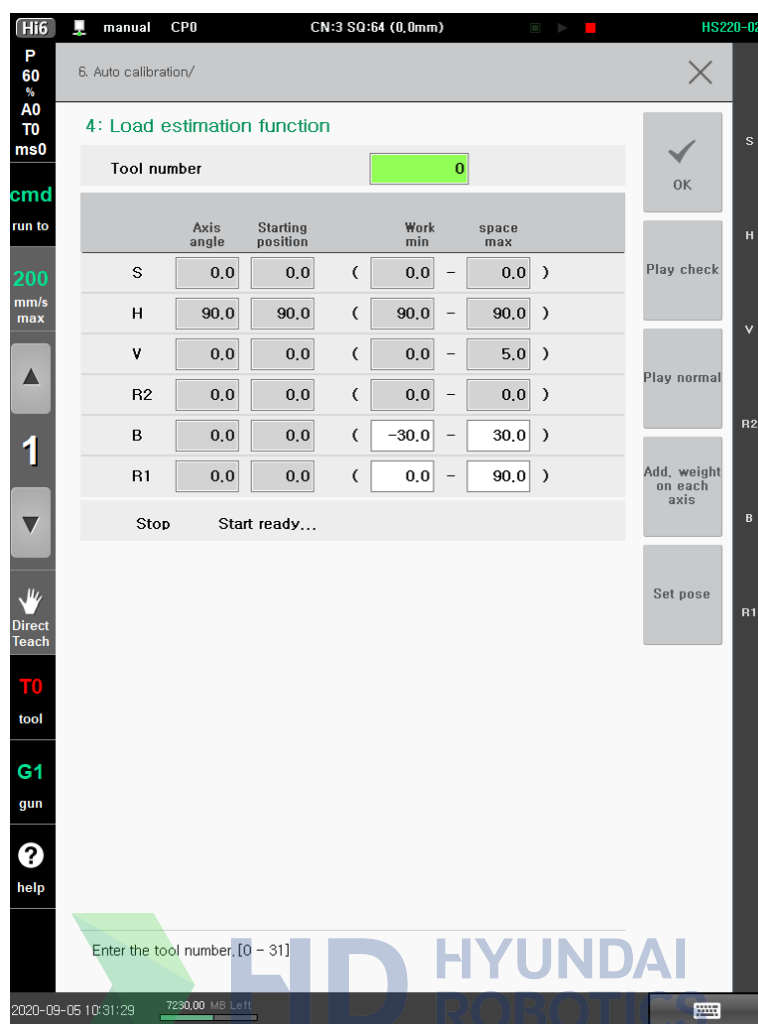 Hi6 manual CP0 CN:3 SQ:64 (0.0mm) HS220-02
P
60
%
A0
T0
ms0
cmd
run to
200
mm/s
max
1
Direct
Teach
T0
tool
G1
gun
?
help
6. Auto calibration/
4: Load estimation function
Tool number 0
Axis angle Starting position Work min space max
S 0.0 0.0 ( 0.0 - 0.0 )
H 90.0 90.0 ( 90.0 - 90.0 )
V 0.0 0.0 ( 0.0 - 5.0 )
R2 0.0 0.0 ( 0.0 - 0.0 )
B 0.0 0.0 ( -30.0 - 30.0 )
R1 0.0 0.0 ( 0.0 - 90.0 )
Stop Start ready...
OK
Play check
Play normal
Add. weight
on each
axis
Set pose
S
H
V
R2
B
R1
Enter the tool number.[0 - 31]
HD HYUNDAI
ROBOTICS
2020-09-05 10:31:29 7230.00 MB Left